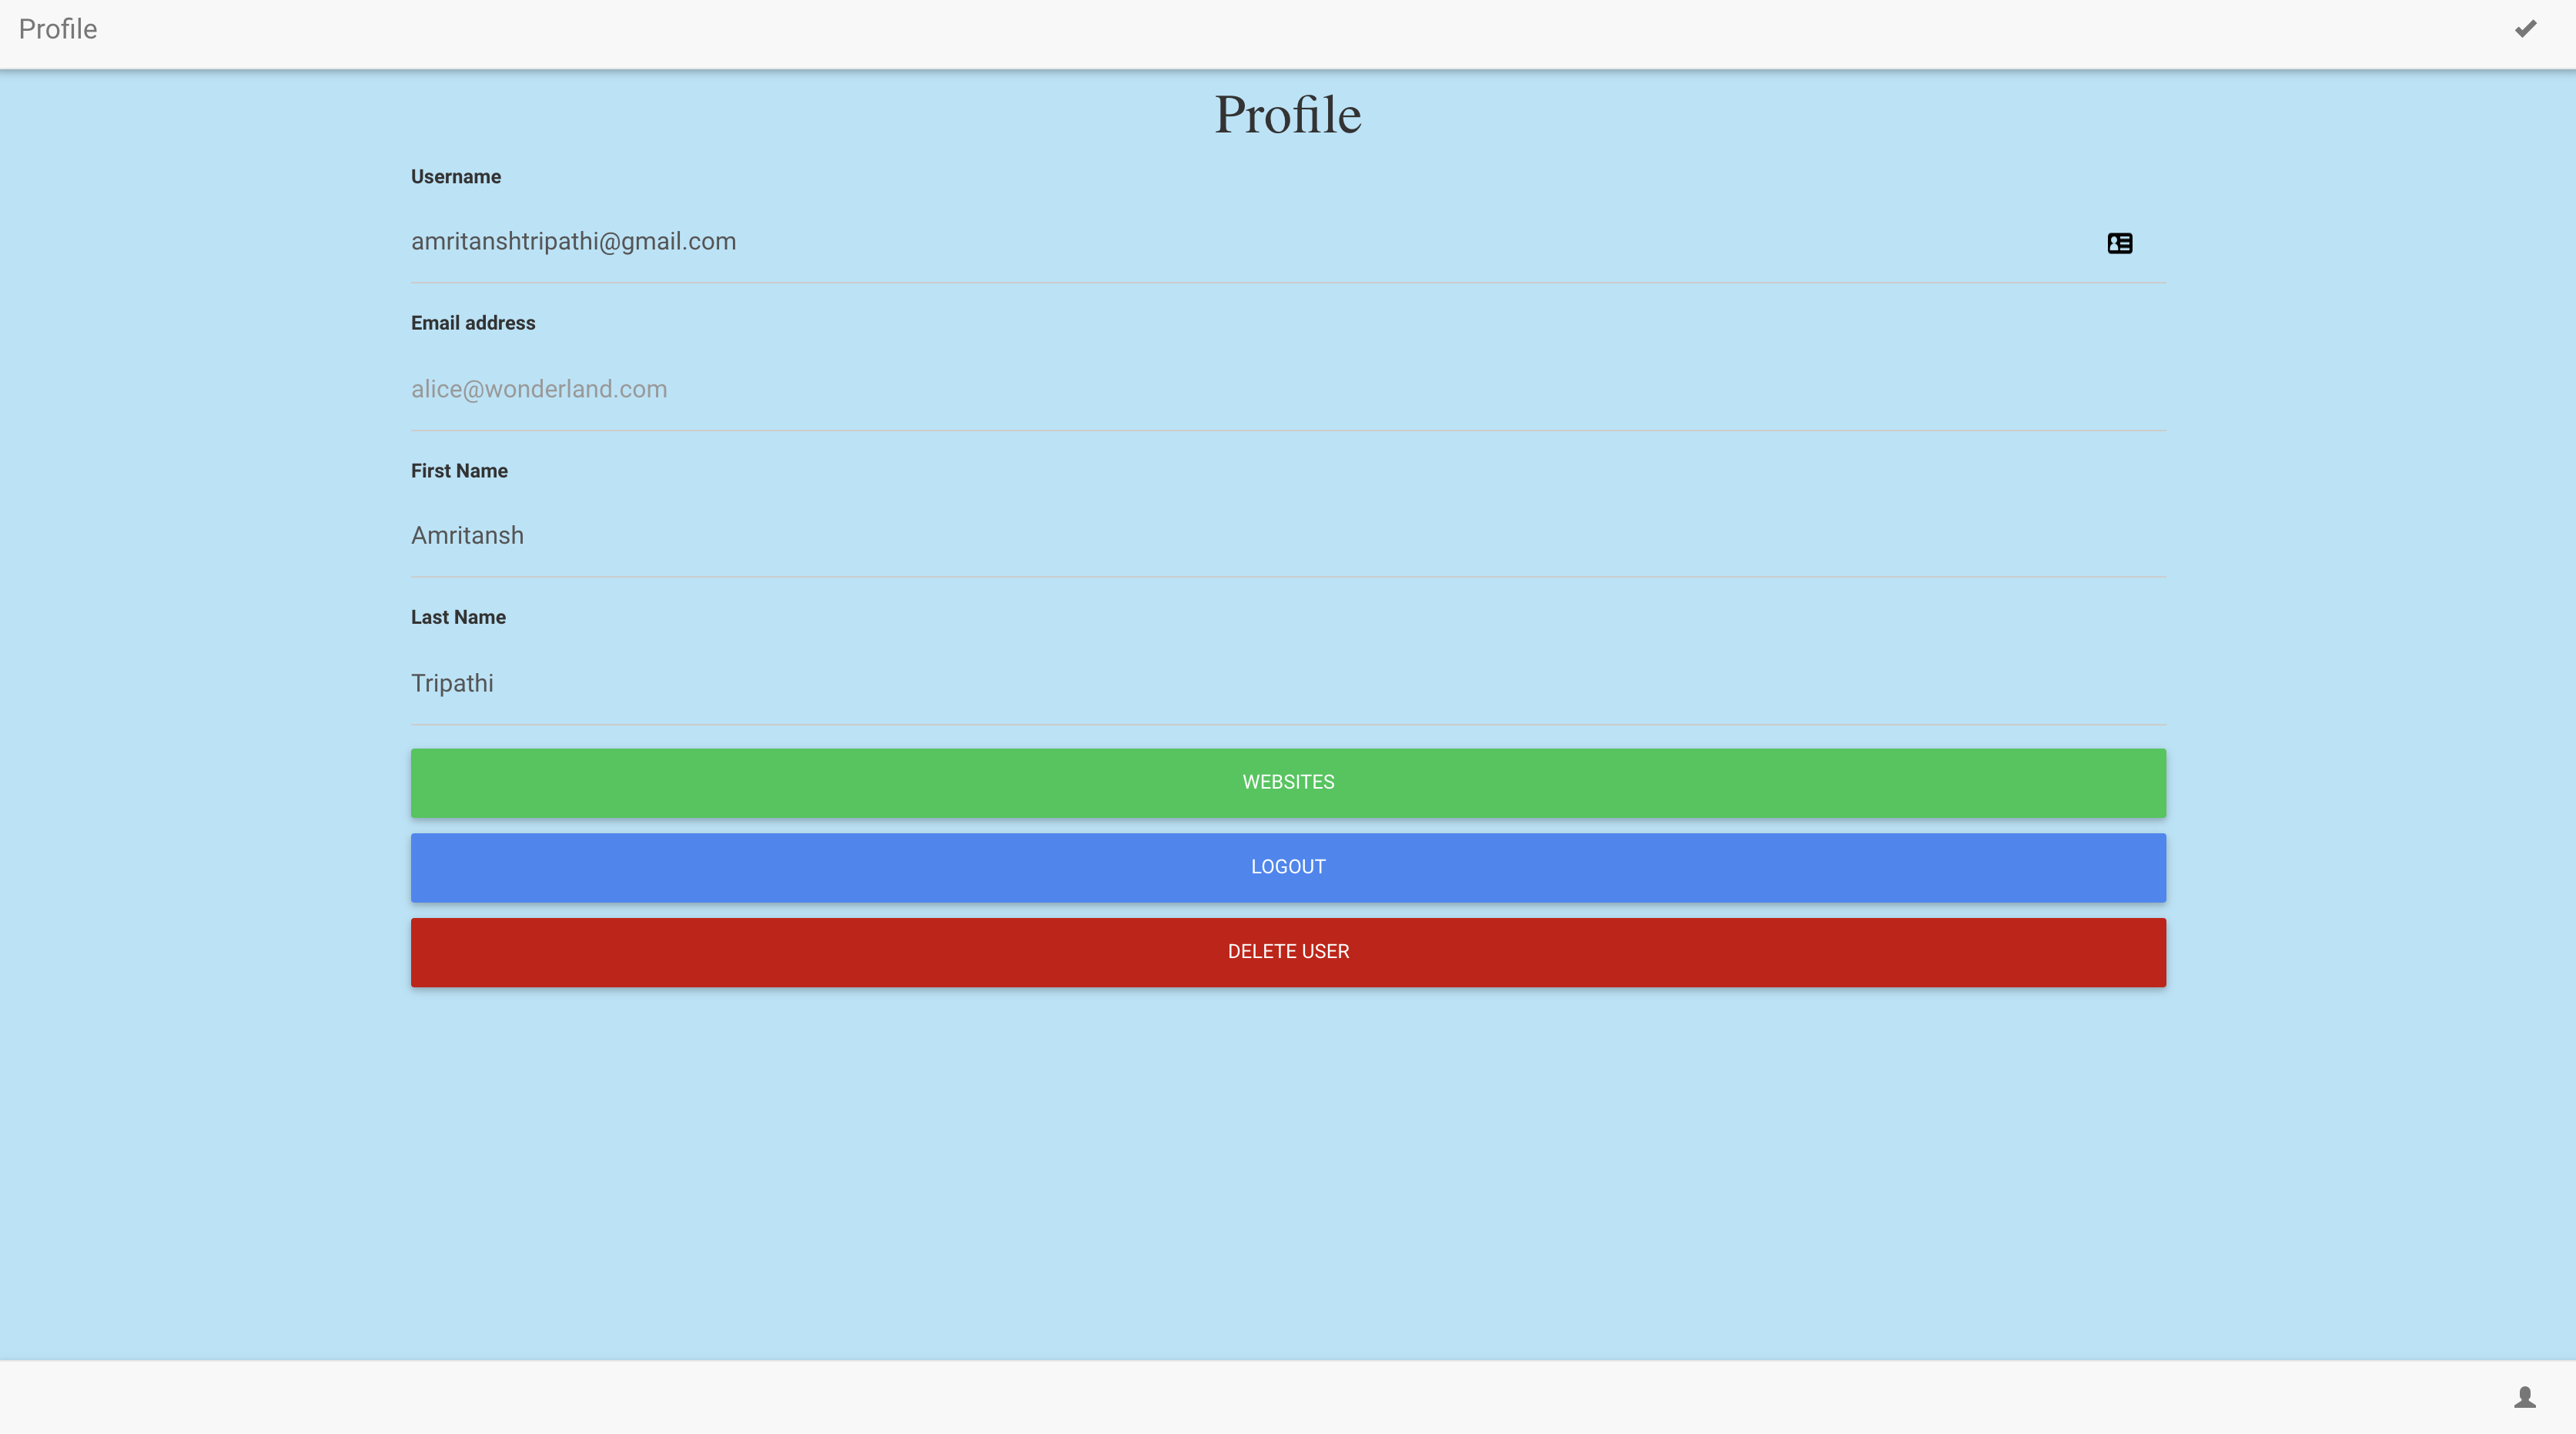 Profile
Profile
Username
amritanshtripathi@gmail.com
Email address
alice@wonderland.com
First Name
Amritansh
Last Name
Tripathi
WEBSITES
LOGOUT
DELETE USER